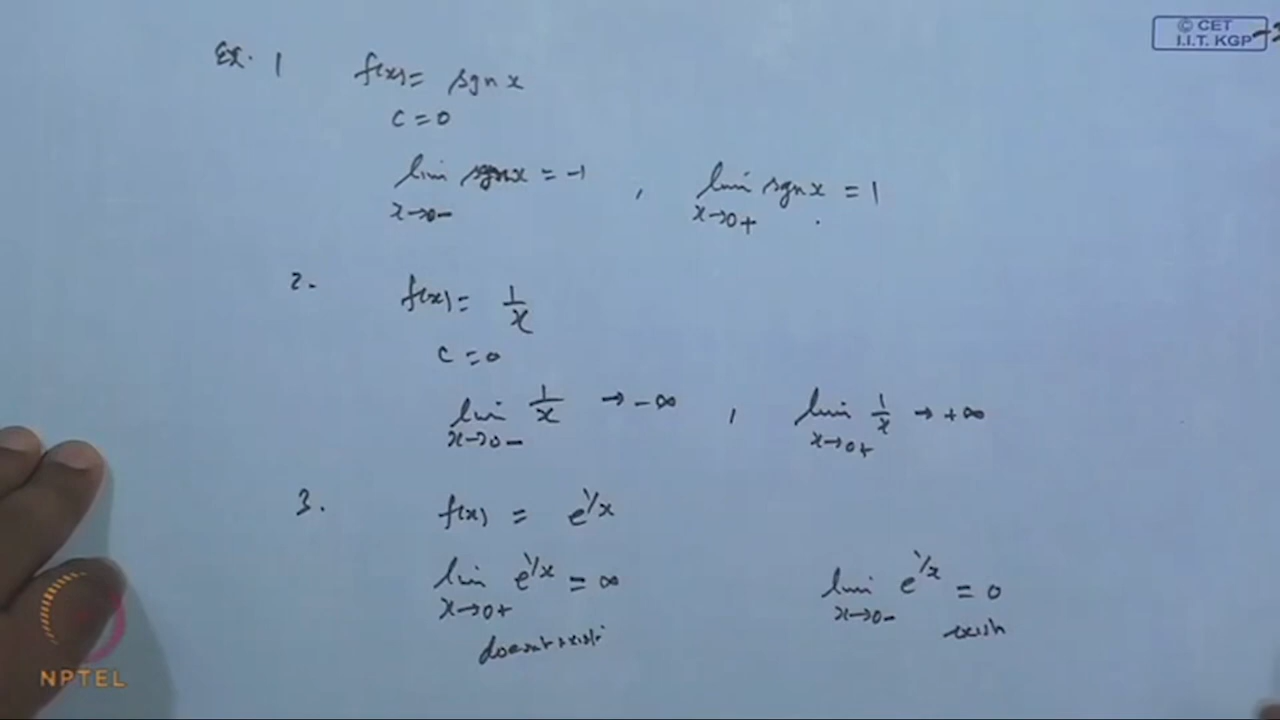 © CET
I.I.T. KGP
Ex. 1 f(x) = sgn x
c = 0
lim sgn x = -1 , lim sgn x = 1
x→0- x→0+
2. f(x) = 1/x
c = 0
lim 1/x → -∞ , lim 1/x → +∞
x→0- x→0+
3. f(x) = e^1/x
lim e^1/x = ∞ lim e^1/x = 0
x→0+ x→0-
doesn't exist exist
NPTEL